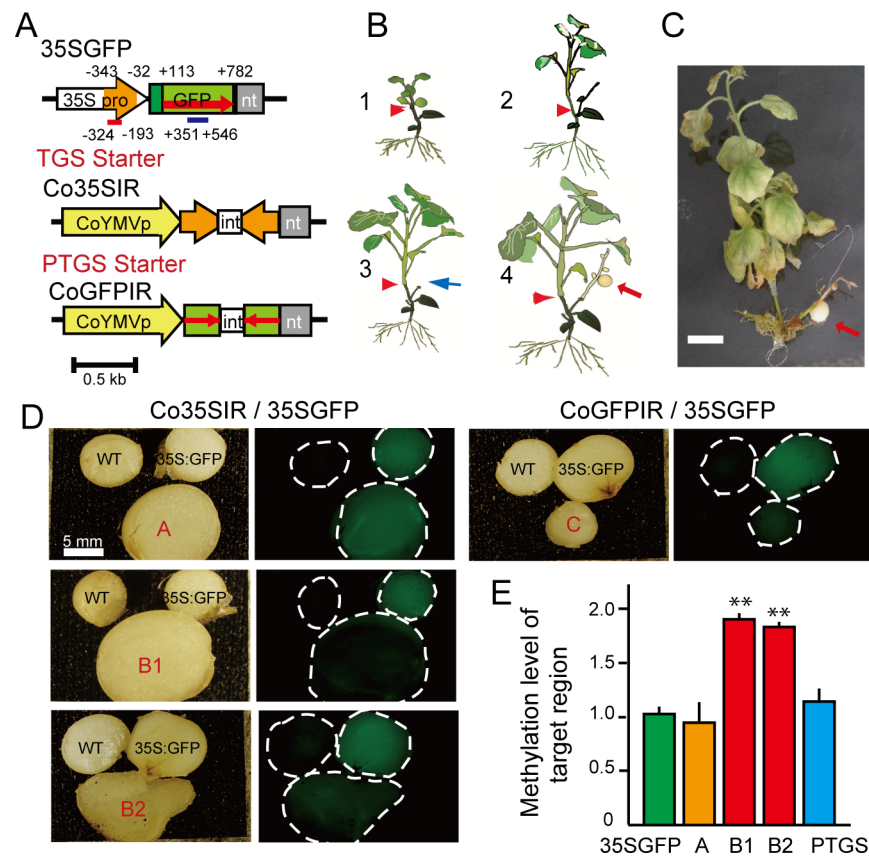 A
35SGFP
-343 -32 +113 +782
35S pro GFP nt
-324 -193 +351 +546
TGS Starter
Co35SIR
CoYMVp int nt
PTGS Starter
CoGFPIR
CoYMVp int nt
0.5 kb
B
1
2
3
4
C
D
Co35SIR / 35SGFP
WT 35S:GFP
A
5 mm
WT 35S:GFP
B1
WT 35S:GFP
B2
CoGFPIR / 35SGFP
WT 35S:GFP
C
E
Methylation level of
target region
2.0
1.5
1.0
0.5
0
** **
35SGFP A B1 B2 PTGS